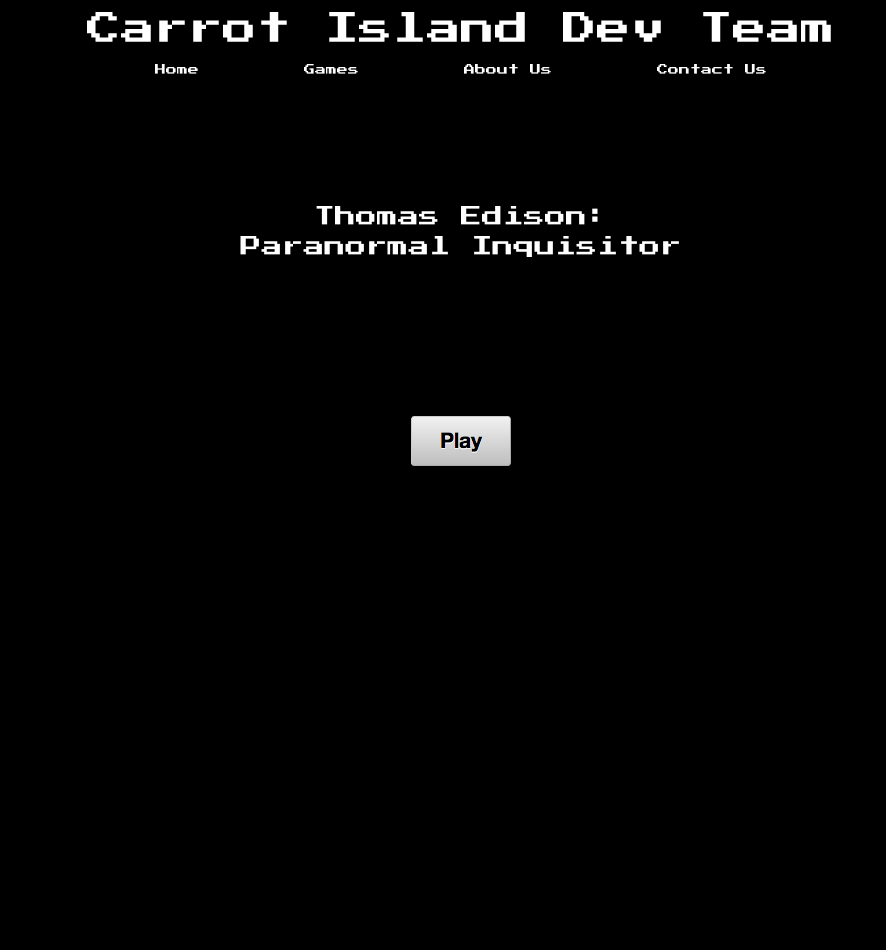 Carrot Island Dev Team
Home Games About Us Contact Us
Thomas Edison:
Paranormal Inquisitor
Play